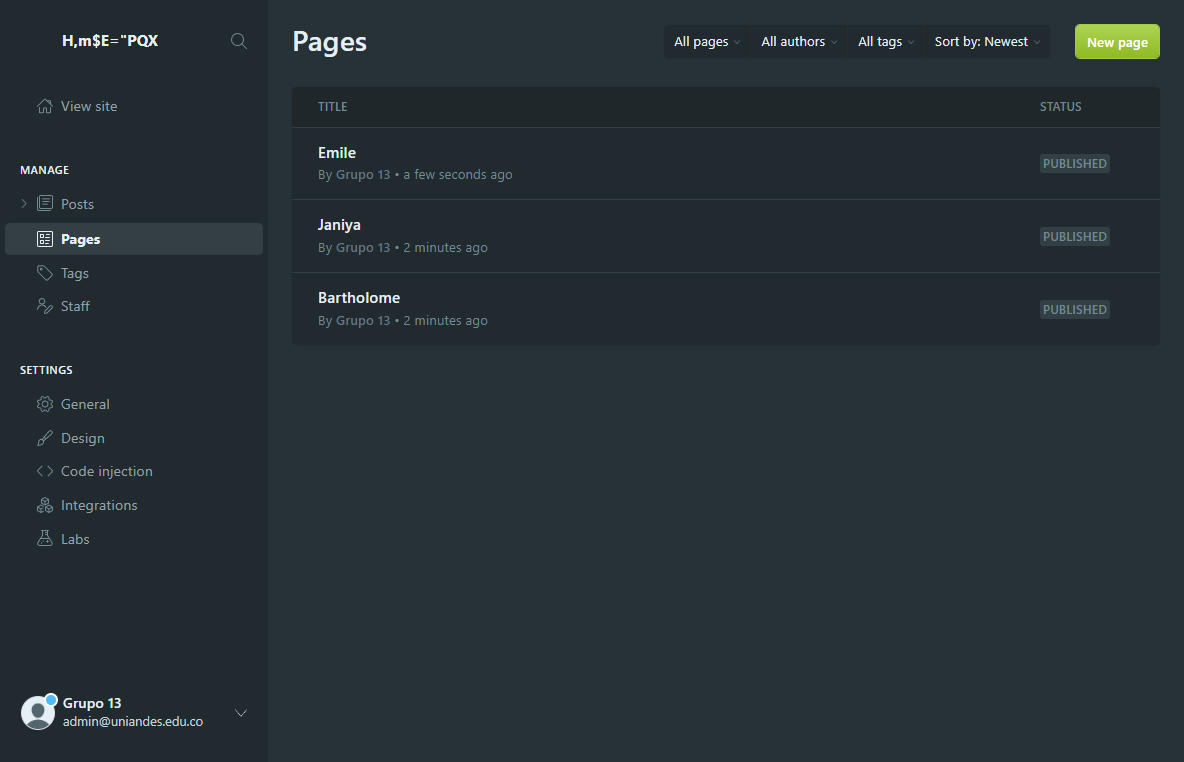 H,m$E="PQX
View site
MANAGE
Posts
Pages
Tags
Staff
SETTINGS
General
Design
Code injection
Integrations
Labs
Grupo 13
admin@uniandes.edu.co
Pages
All pages
All authors
All tags
Sort by: Newest
New page
TITLE
STATUS
Emile
By Grupo 13 • a few seconds ago
PUBLISHED
Janiya
By Grupo 13 • 2 minutes ago
PUBLISHED
Bartholome
By Grupo 13 • 2 minutes ago
PUBLISHED